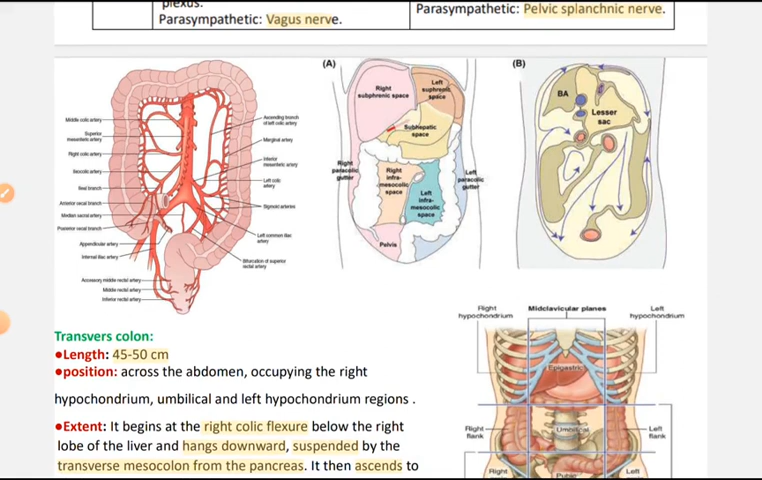 plexus.
Parasympathetic: Vagus nerve.
Parasympathetic: Pelvic splanchnic nerve.
Middle colic artery
Superior
mesenteric artery
Right colic artery
Ileocolic artery
Ileal branch
Anterior cecal branch
Median sacral artery
Posterior cecal branch
Appendicular artery
Internal iliac artery
Accessory middle rectal artery
Middle rectal artery
Inferior rectal artery
Ascending branch
of left colic artery
Marginal artery
Inferior
mesenteric artery
Left colic
artery
Sigmoid arteries
Left common iliac
artery
Bifurcation of superior
rectal artery
(A)
Right
subphrenic space
Left
suphrenic
space
Subhepatic
space
Right
paracolic
gutter
Right
infra-
mesocolic
space
Left
infra-
mesocolic
space
Left
paracolic
gutter
Pelvis
(B)
BA
Lesser
sac
Transvers colon:
●Length: 45-50 cm
●position: across the abdomen, occupying the right
hypochondrium, umbilical and left hypochondrium regions .
●Extent: It begins at the right colic flexure below the right
lobe of the liver and hangs downward, suspended by the
transverse mesocolon from the pancreas. It then ascends to
Right
hypochondrium
Midclavicular planes
Left
hypochondrium
Epigastric
Right
flank
Umbilical
Left
flank
Right
Pubic
Left